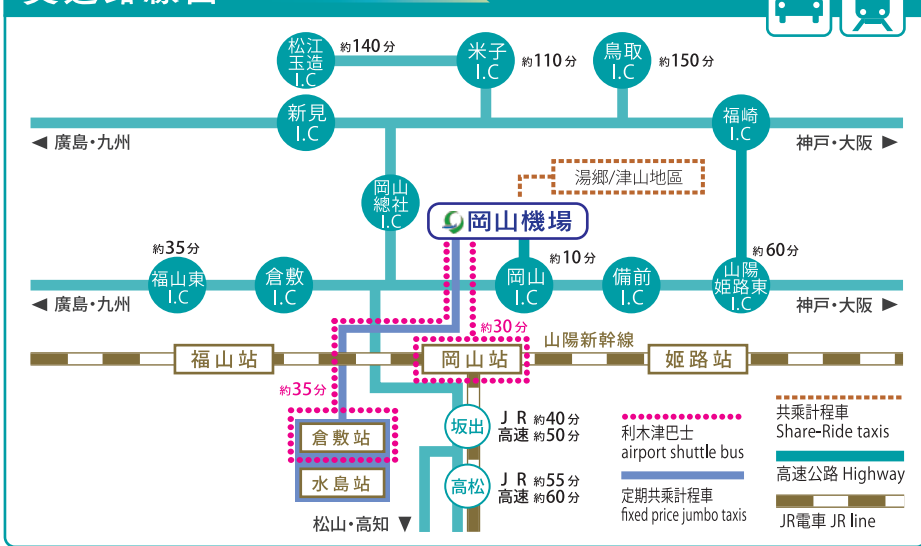 松江
玉造
I.C
約140分
米子
I.C
約110分
鳥取
I.C
約150分
新見
I.C
福崎
I.C
◀ 廣島・九州
神戸・大阪 ▶
岡山
總社
I.C
湯郷/津山地區
岡山機場
約35分
福山東
I.C
倉敷
I.C
約10分
岡山
I.C
備前
I.C
約60分
山陽
姫路東
I.C
◀ 廣島・九州
神戸・大阪 ▶
約30分
山陽新幹線
福山站
岡山站
姫路站
約35分
倉敷站
水島站
坂出
J R 約40分
高速 約50分
高松
J R 約55分
高速 約60分
松山・高知 ▼
利木津巴士
airport shuttle bus
定期共乘計程車
fixed price jumbo taxis
共乘計程車
Share-Ride taxis
高速公路 Highway
JR電車 JR line